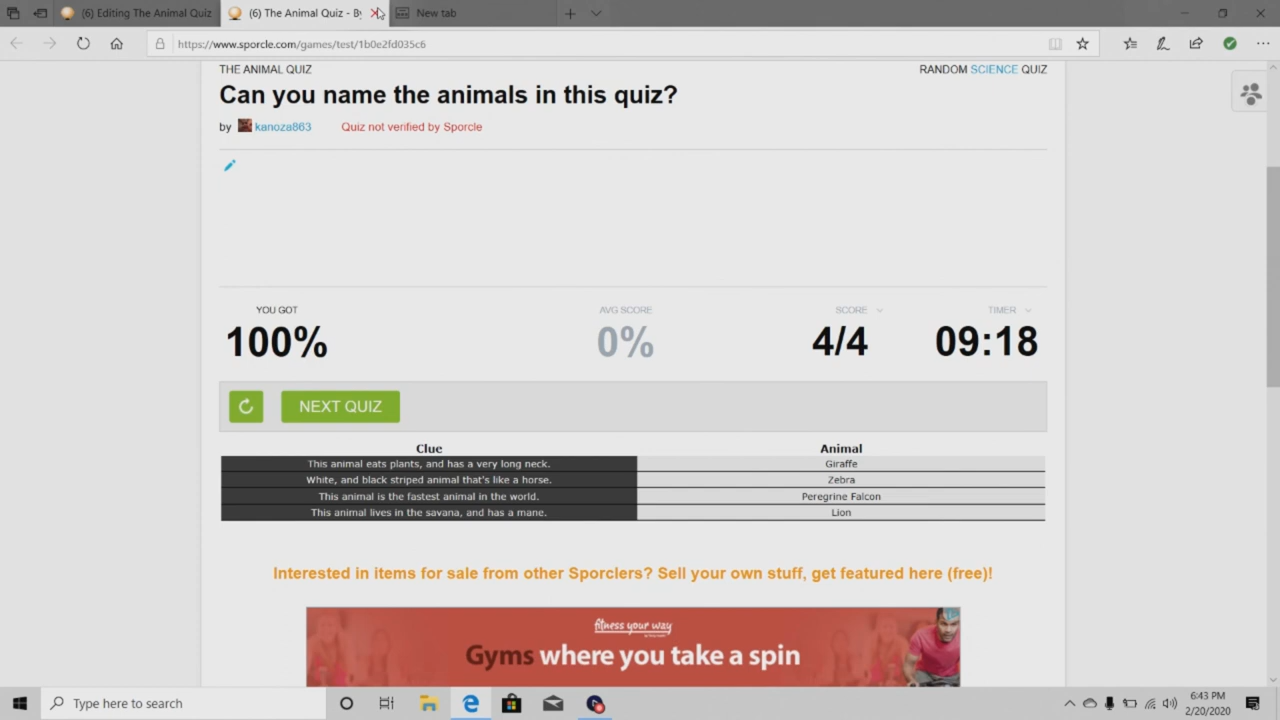 (6) Editing The Animal Quiz
(6) The Animal Quiz - By
New tab
https://www.sporcle.com/games/test/1b0e2fd035c6
THE ANIMAL QUIZ
RANDOM SCIENCE QUIZ
Can you name the animals in this quiz?
by kanoza863 Quiz not verified by Sporcle
YOU GOT AVG SCORE SCORE TIMER
100% 0% 4/4 09:18
NEXT QUIZ
Clue Animal
This animal eats plants, and has a very long neck. Giraffe
White, and black striped animal that's like a horse. Zebra
This animal is the fastest animal in the world. Peregrine Falcon
This animal lives in the savana, and has a mane. Lion
Interested in items for sale from other Sporclers? Sell your own stuff, get featured here (free)!
fitness your way
Gyms where you take a spin
Type here to search
6:43 PM
2/20/2020